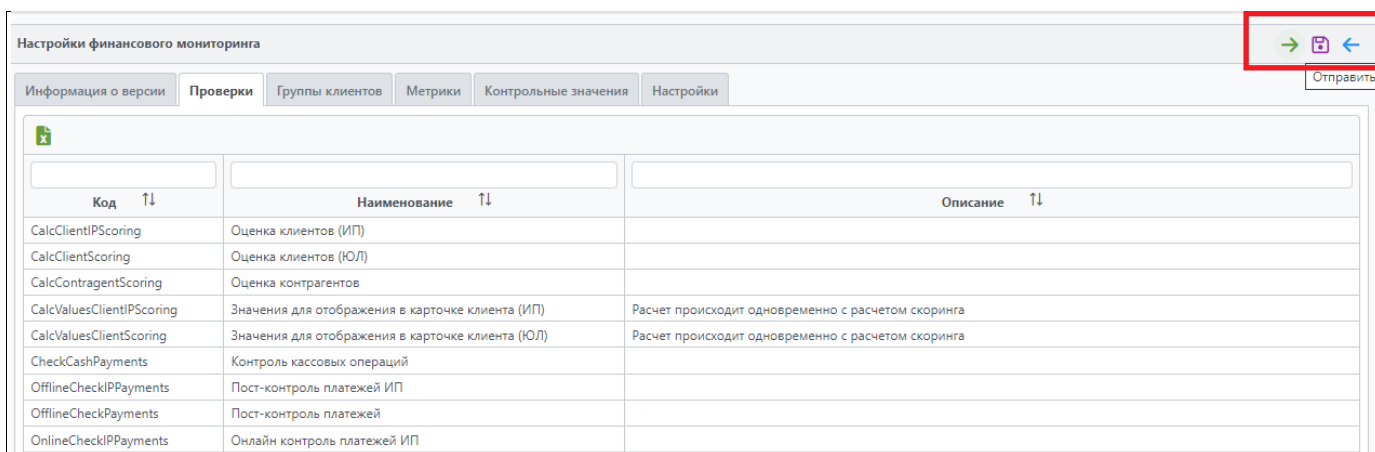 Настройки финансового мониторинга
Отправить
Информация о версии Проверки Группы клиентов Метрики Контрольные значения Настройки
Код Наименование Описание
CalcClientIPScoring Оценка клиентов (ИП)
CalcClientScoring Оценка клиентов (ЮЛ)
CalcContragentScoring Оценка контрагентов
CalcValuesClientIPScoring Значения для отображения в карточке клиента (ИП) Расчет происходит одновременно с расчетом скоринга
CalcValuesClientScoring Значения для отображения в карточке клиента (ЮЛ) Расчет происходит одновременно с расчетом скоринга
CheckCashPayments Контроль кассовых операций
OfflineCheckIPPayments Пост-контроль платежей ИП
OfflineCheckPayments Пост-контроль платежей
OnlineCheckIPPayments Онлайн контроль платежей ИП